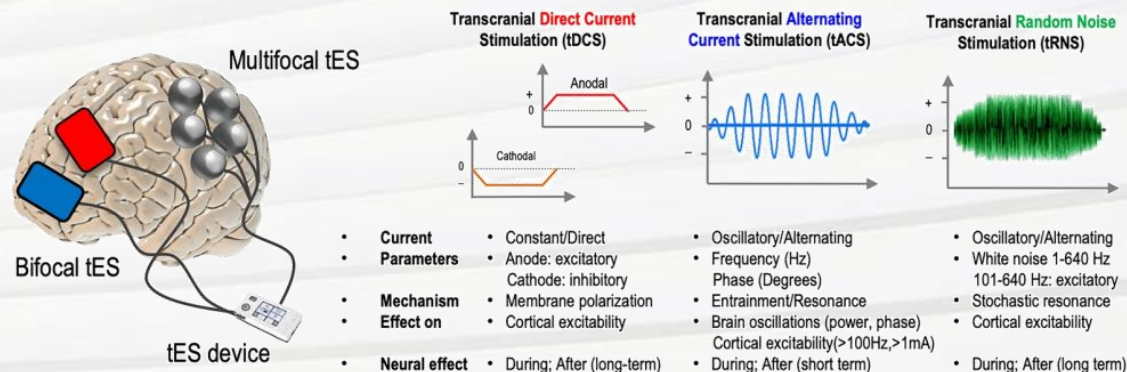 Transcranial Direct Current
Stimulation (tDCS)
Transcranial Alternating
Current Stimulation (tACS)
Transcranial Random Noise
Stimulation (tRNS)
Multifocal tES
Bifocal tES
tES device
Anodal
+
0
Cathodal
0
–
+
0
–
+
0
–
• Current • Constant/Direct • Oscillatory/Alternating • Oscillatory/Alternating
• Parameters • Anode: excitatory • Frequency (Hz) • White noise 1-640 Hz
Cathode: inhibitory Phase (Degrees) 101-640 Hz: excitatory
• Mechanism • Membrane polarization • Entrainment/Resonance • Stochastic resonance
• Effect on • Cortical excitability • Brain oscillations (power, phase) • Cortical excitability
Cortical excitability(>100Hz,>1mA)
• Neural effect • During; After (long-term) • During; After (short term) • During; After (long term)